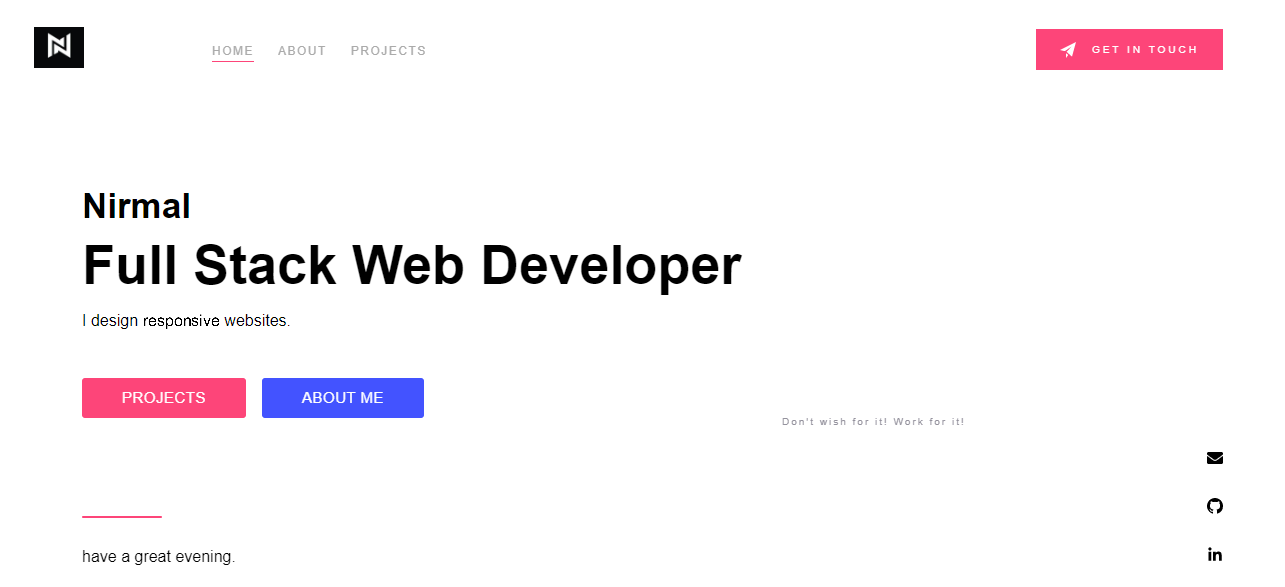 N
HOME ABOUT PROJECTS
GET IN TOUCH
Nirmal
Full Stack Web Developer
I design responsive websites.
PROJECTS ABOUT ME
Don't wish for it! Work for it!
in
have a great evening.